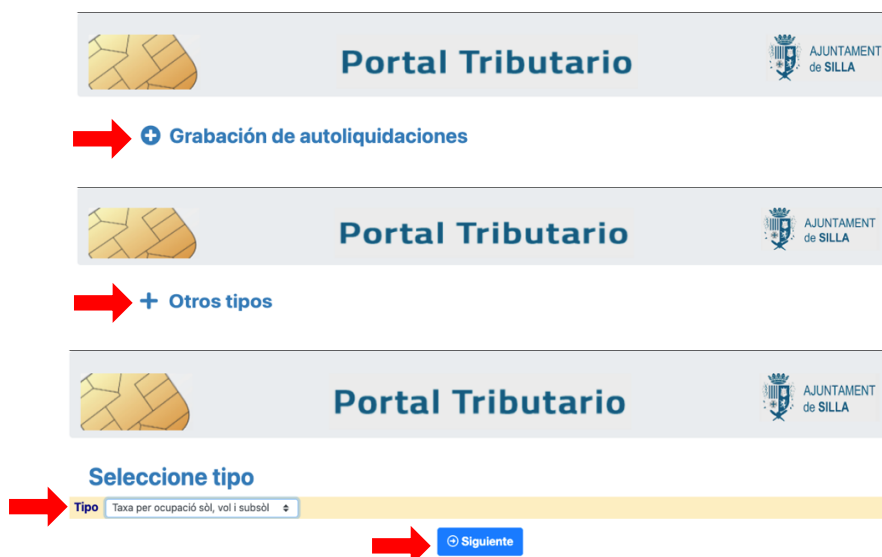 Portal Tributario
AJUNTAMENT
de SILLA
Grabación de autoliquidaciones
Portal Tributario
AJUNTAMENT
de SILLA
Otros tipos
Portal Tributario
AJUNTAMENT
de SILLA
Seleccione tipo
Tipo Taxa per ocupació sòl, vol i subsòl
Siguiente